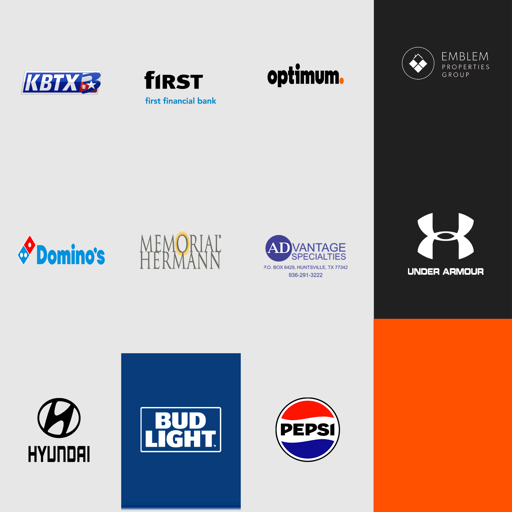 KBTX 3
fIRST
first financial bank
optimum.
EMBLEM
PROPERTIES
GROUP
Domino's
MEMORIAL
HERMANN
ADVANTAGE
SPECIALTIES
P.O. BOX 6429, HUNTSVILLE, TX 77342
936-291-3222
UNDER ARMOUR
HYUNDAI
BUD
LIGHT
PEPSI